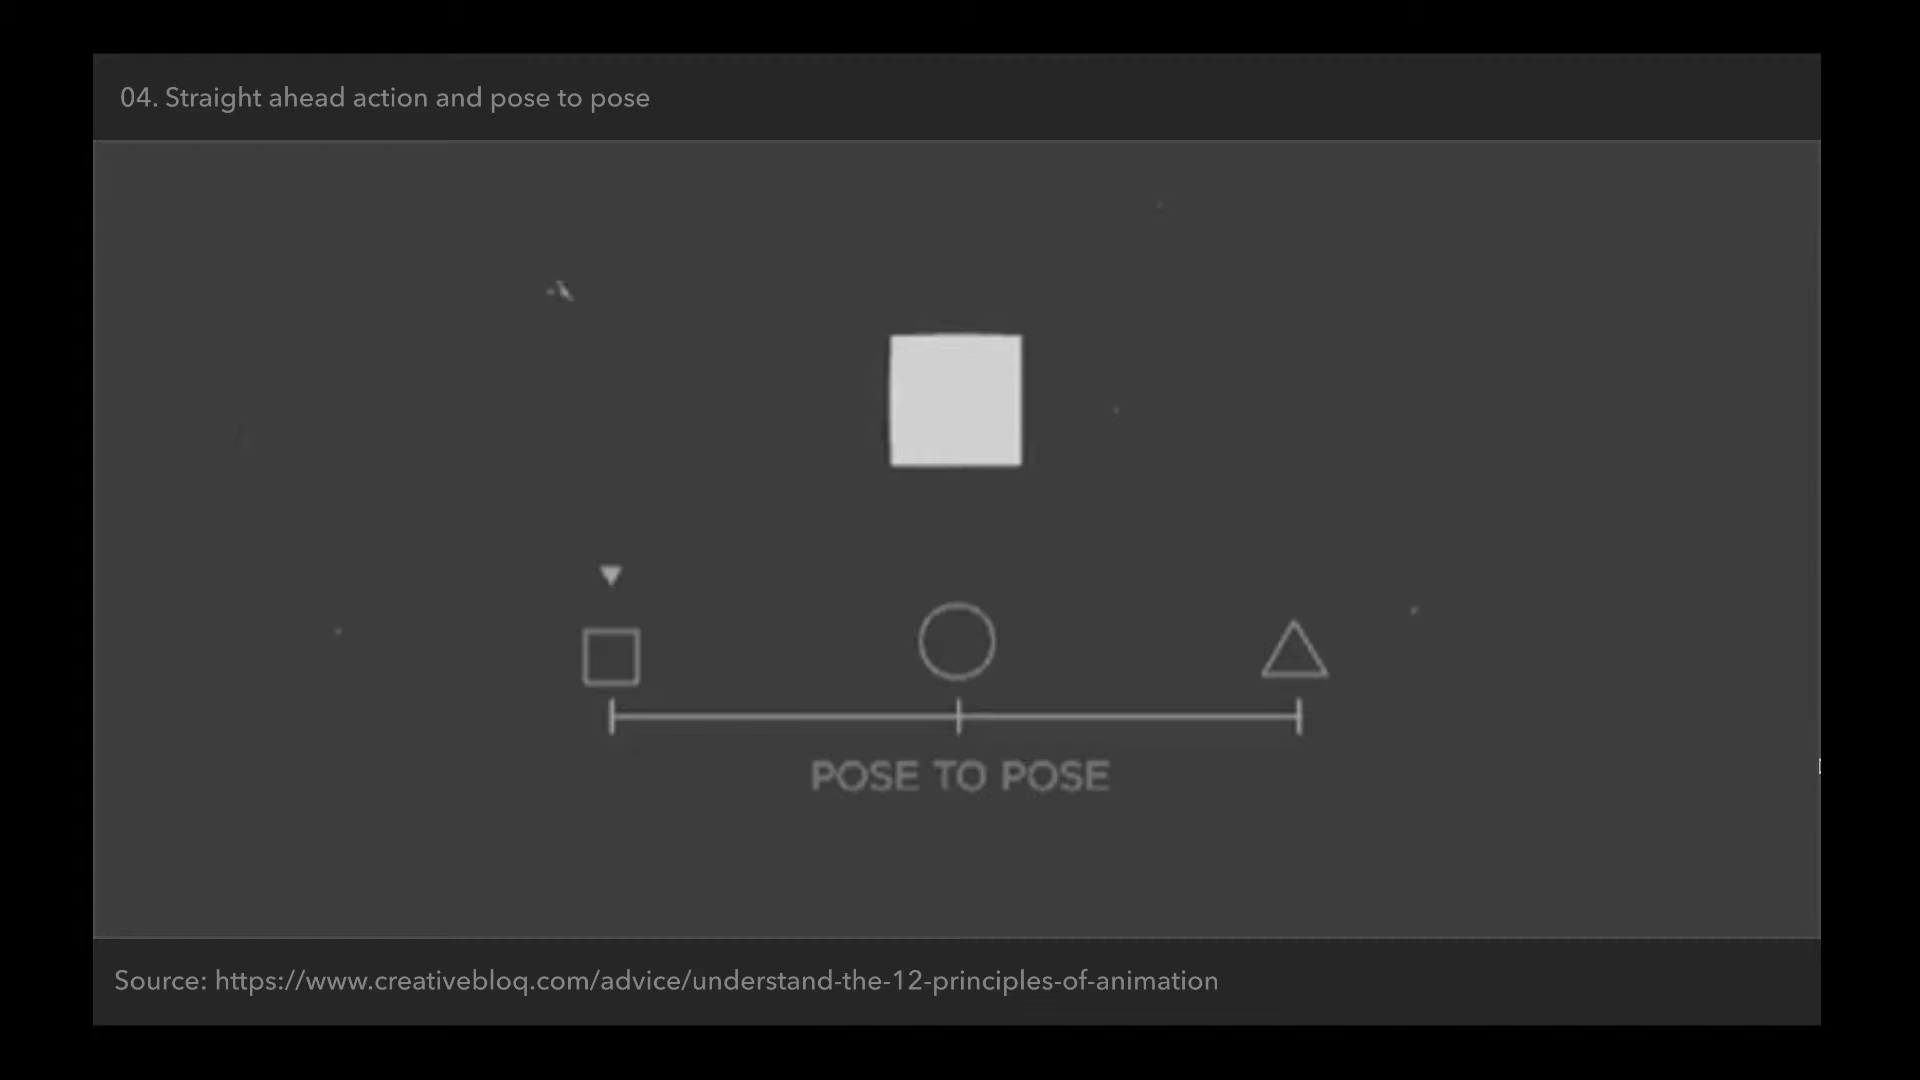 04. Straight ahead action and pose to pose
POSE TO POSE
Source: https://www.creativebloq.com/advice/understand-the-12-principles-of-animation